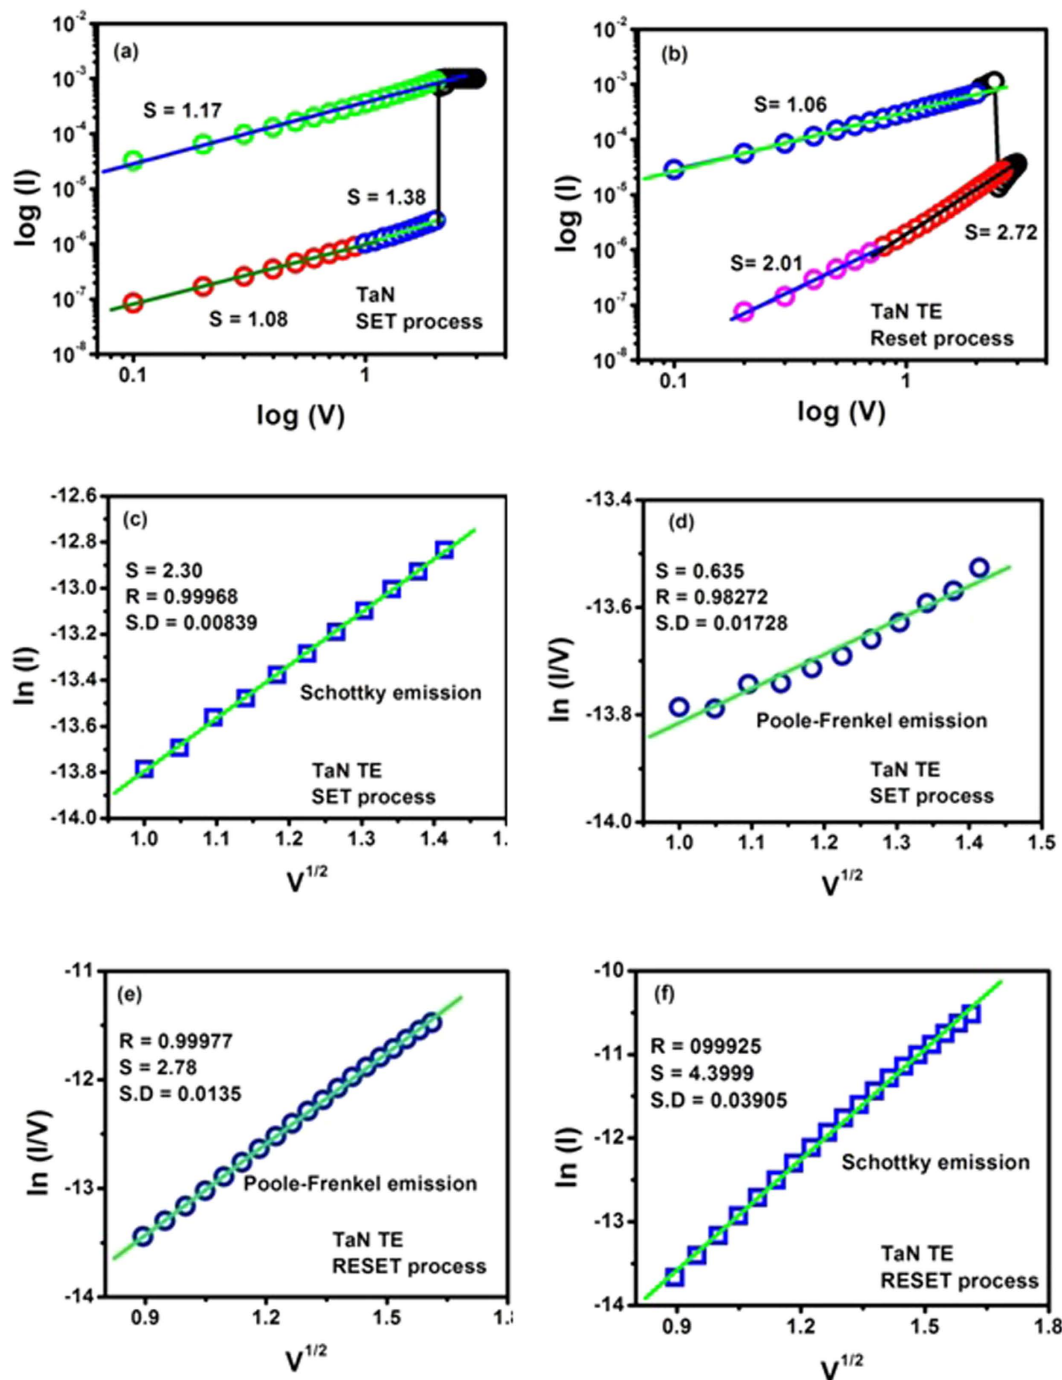 (a)
10⁻²
10⁻³
10⁻⁴
10⁻⁵
10⁻⁶
10⁻⁷
10⁻⁸
log (I)
S = 1.17
S = 1.38
S = 1.08
TaN
SET process
0.1
1
log (V)
(b)
10⁻²
10⁻³
10⁻⁴
10⁻⁵
10⁻⁶
10⁻⁷
10⁻⁸
log (I)
S= 1.06
S= 2.01
S= 2.72
TaN TE
Reset process
0.1
1
log (V)
(c)
-12.6
-12.8
-13.0
-13.2
-13.4
-13.6
-13.8
-14.0
ln (I)
S = 2.30
R = 0.99968
S.D = 0.00839
Schottky emission
TaN TE
SET process
1.0 1.1 1.2 1.3 1.4 1.
V¹/²
(d)
-13.4
-13.6
-13.8
-14.0
ln (I/V)
S = 0.635
R = 0.98272
S.D = 0.01728
Poole-Frenkel emission
TaN TE
SET process
1.0 1.1 1.2 1.3 1.4 1.5
V¹/²
(e)
-11
-12
-13
-14
ln (I/V)
R = 0.99977
S = 2.78
S.D = 0.0135
Poole-Frenkel emission
TaN TE
RESET process
0.9 1.2 1.5 1.8
V¹/²
(f)
-10
-11
-12
-13
-14
ln (I)
R = 099925
S = 4.3999
S.D = 0.03905
Schottky emission
TaN TE
RESET process
0.9 1.2 1.5 1.8
V¹/²